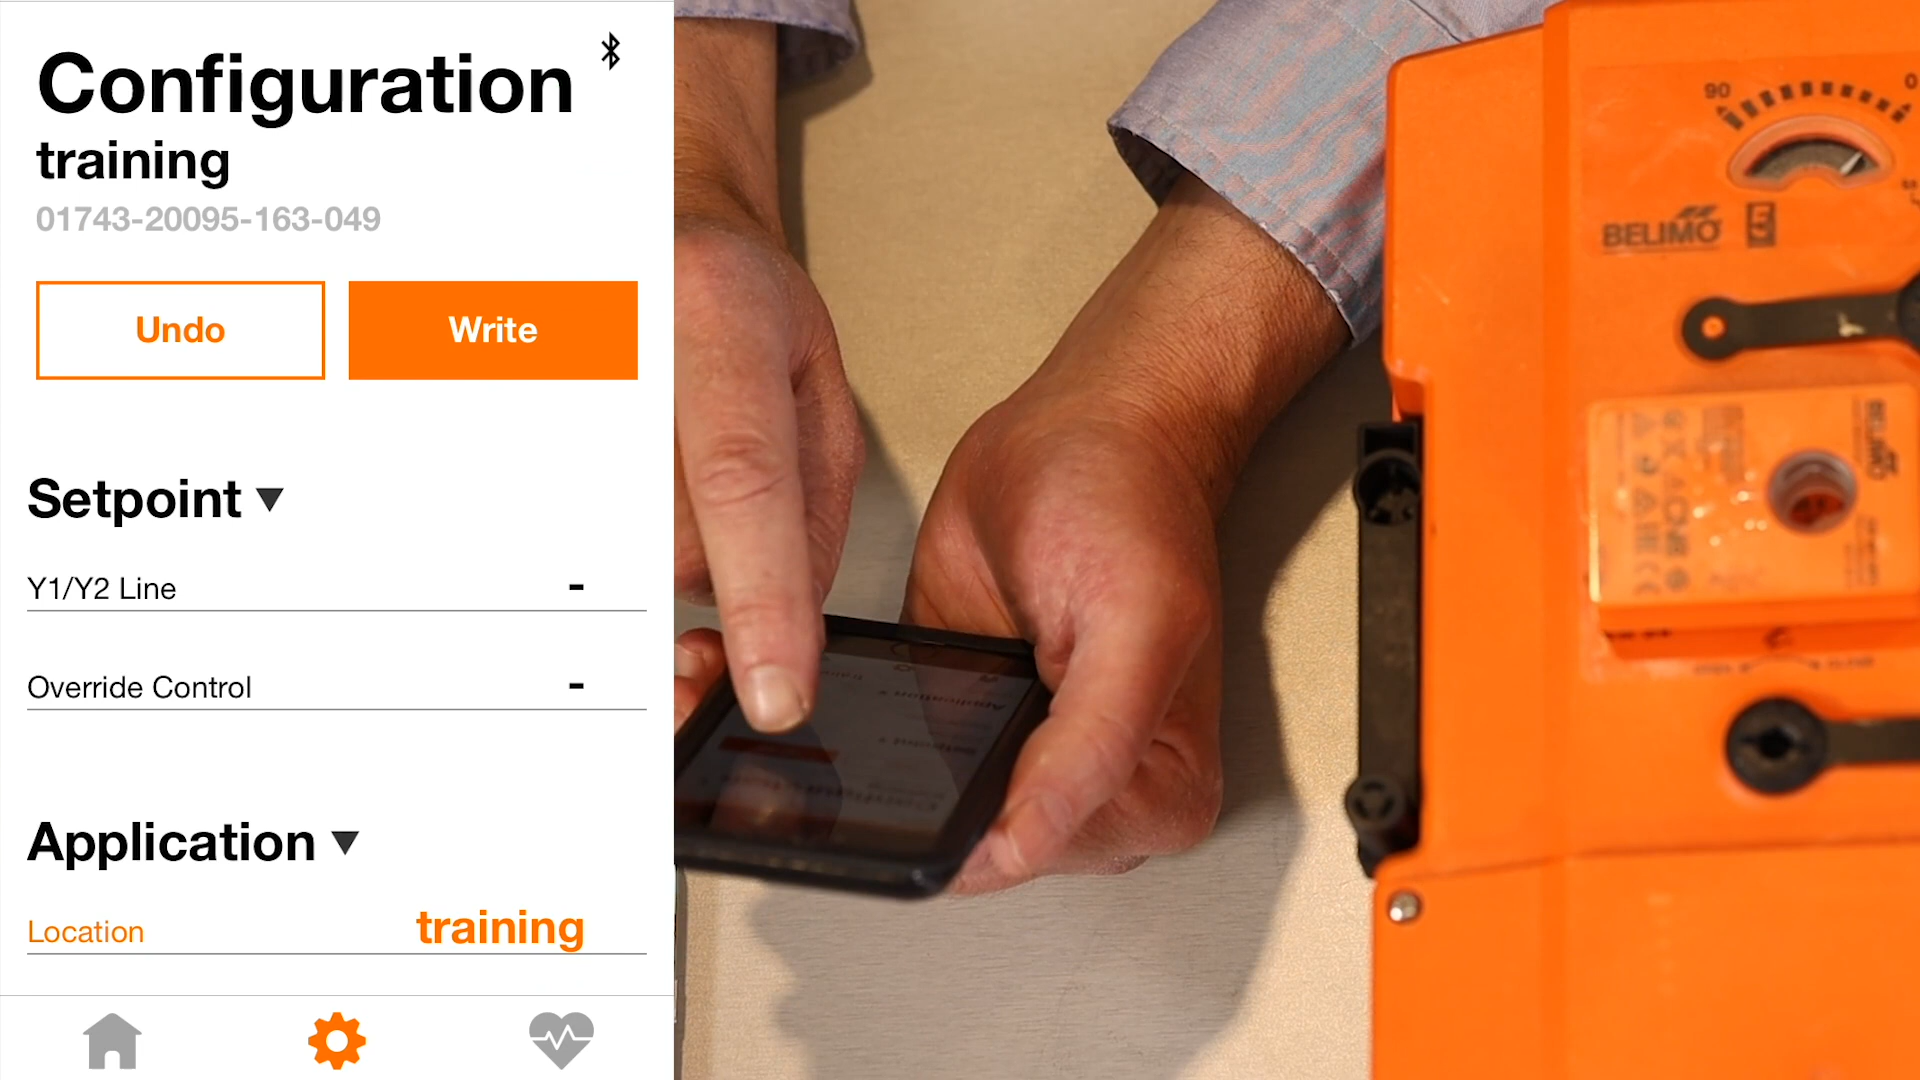 Configuration
training
01743-20095-163-049
Undo
Write
Setpoint
Y1/Y2 Line
-
Override Control
-
Application
Location
training
90
0
BELIMO
BELIMO